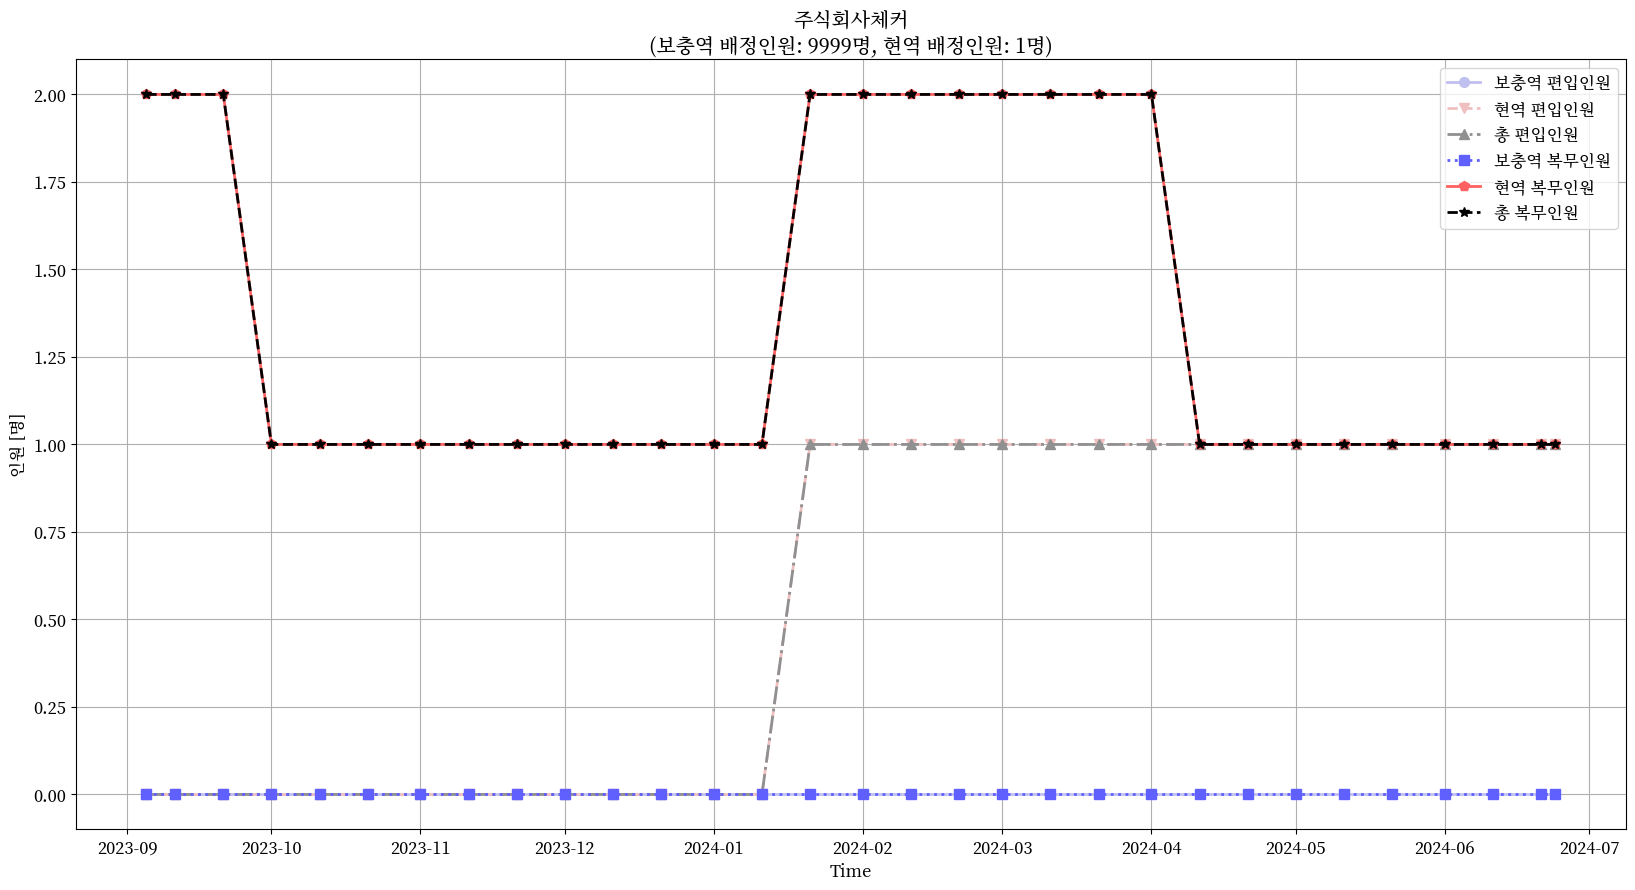 주식회사체커
(보충역 배정인원: 9999명, 현역 배정인원: 1명)
보충역 편입인원
현역 편입인원
총 편입인원
보충역 복무인원
현역 복무인원
총 복무인원
인원 [명]
2.00
1.75
1.50
1.25
1.00
0.75
0.50
0.25
0.00
2023-09
2023-10
2023-11
2023-12
2024-01
2024-02
2024-03
2024-04
2024-05
2024-06
2024-07
Time